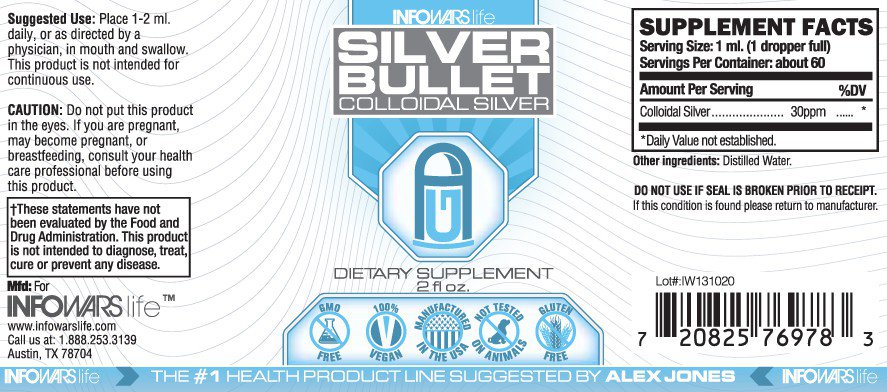 Suggested Use: Place 1-2 ml.
daily, or as directed by a
physician, in mouth and swallow.
This product is not intended for
continuous use.
CAUTION: Do not put this product
in the eyes. If you are pregnant,
may become pregnant, or
breastfeeding, consult your health
care professional before using
this product.
†These statements have not
been evaluated by the Food and
Drug Administration. This product
is not intended to diagnose, treat,
cure or prevent any disease.
Mfd: For
INFOWARS life™
www.infowarslife.com
Call us at: 1.888.253.3139
Austin, TX 78704
INFOWARS life
SILVER
BULLET
COLLOIDAL SILVER
AU
DIETARY SUPPLEMENT
2 fl oz.
GMO
FREE
100%
VEGAN
MANUFACTURED
IN THE USA
NOT TESTED
ON ANIMALS
GLUTEN
FREE
SUPPLEMENT FACTS
Serving Size: 1 ml. (1 dropper full)
Servings Per Container: about 60
Amount Per Serving %DV
Colloidal Silver...................... 30ppm ...... *
*Daily Value not established.
Other ingredients: Distilled Water.
DO NOT USE IF SEAL IS BROKEN PRIOR TO RECEIPT.
If this condition is found please return to manufacturer.
Lot#:IW131020
7 20825 76978 3
INFOWARS life THE #1 HEALTH PRODUCT LINE SUGGESTED BY ALEX JONES INFOWARS life